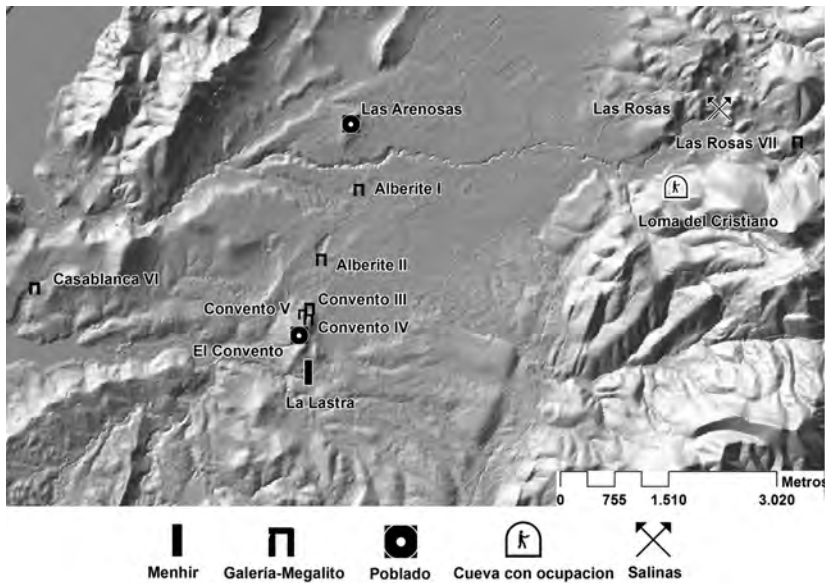 Las Arenosas
Las Rosas
Las Rosas VII
Alberite I
Loma del Cristiano
Alberite II
Casablanca VI
Convento III
Convento V
Convento IV
El Convento
La Lastra
Metros
0 755 1.510 3.020
Menhir Galería-Megalito Poblado Cueva con ocupacion Salinas